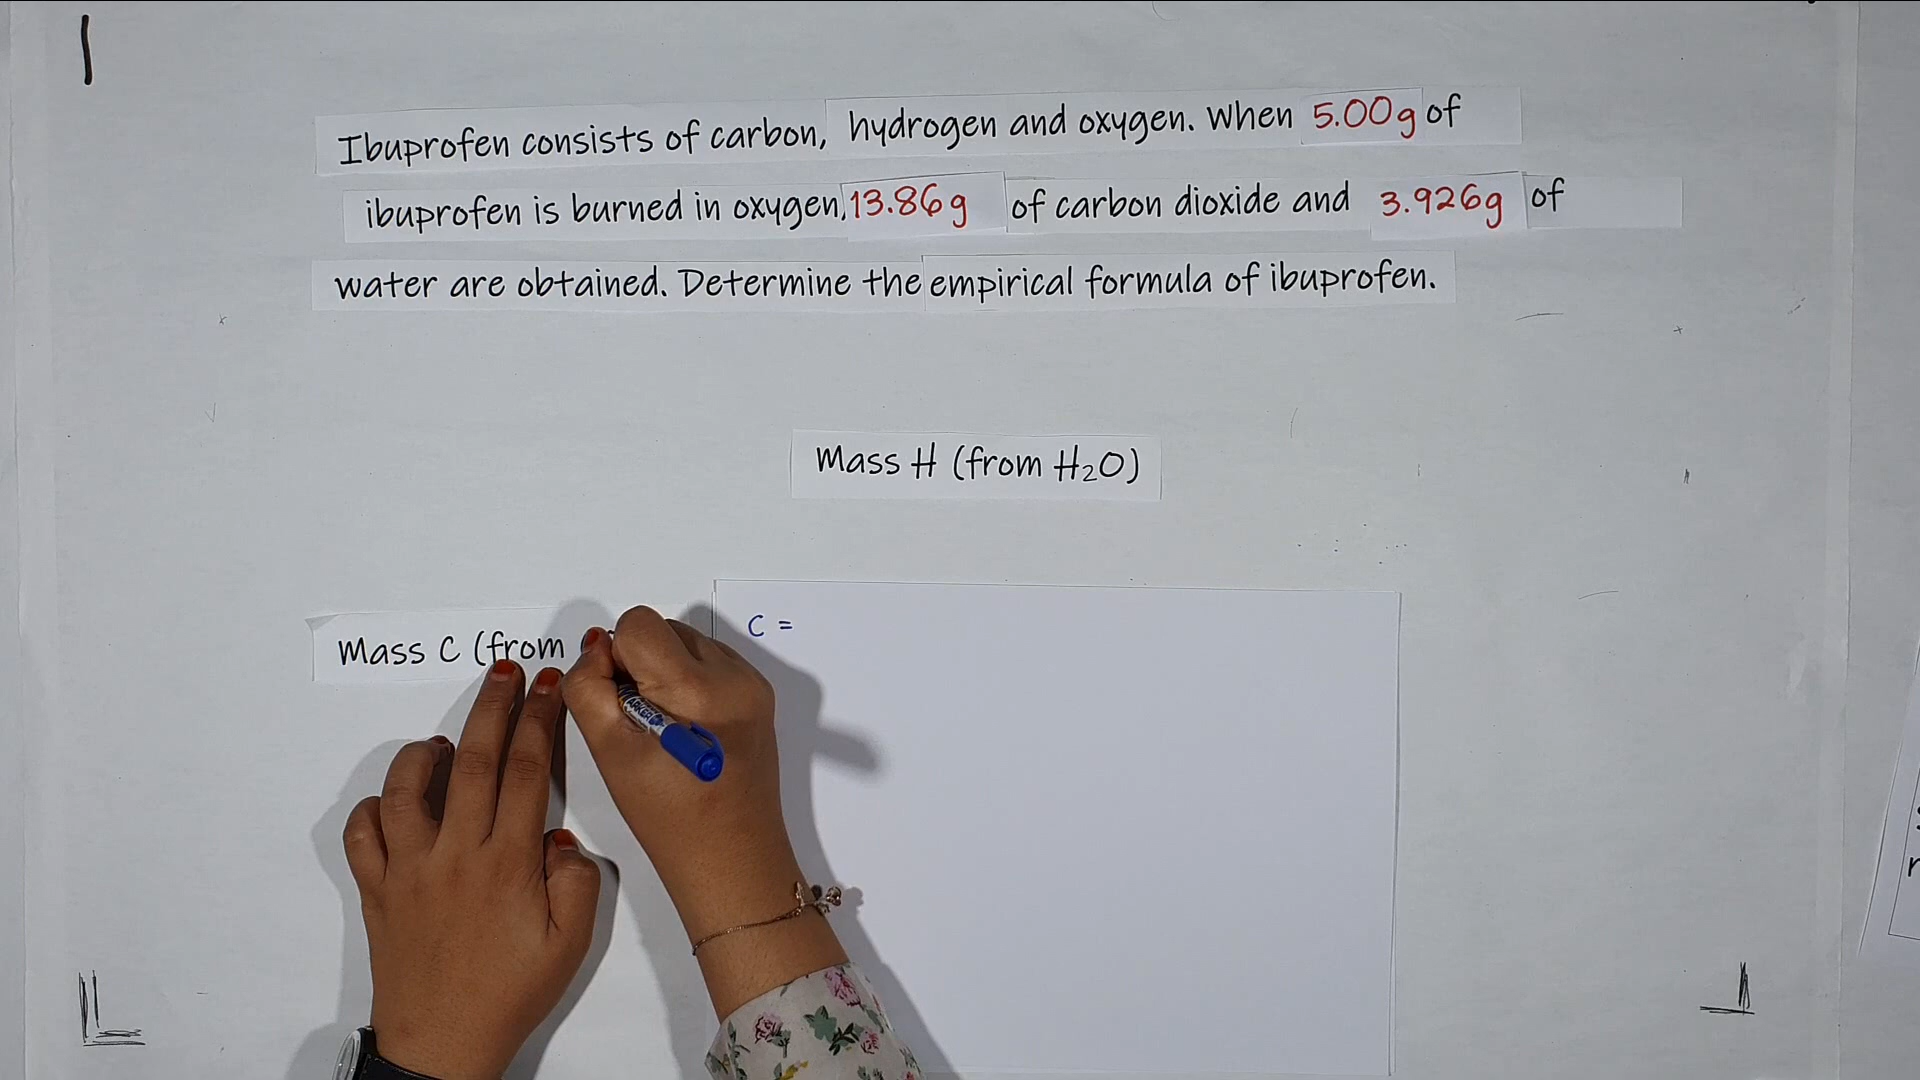 Ibuprofen consists of carbon, hydrogen and oxygen. When 5.00g of
ibuprofen is burned in oxygen, 13.86g of carbon dioxide and 3.926g of
water are obtained. Determine the empirical formula of ibuprofen.
Mass H (from H₂O)
C =
Mass C (from
MARKER